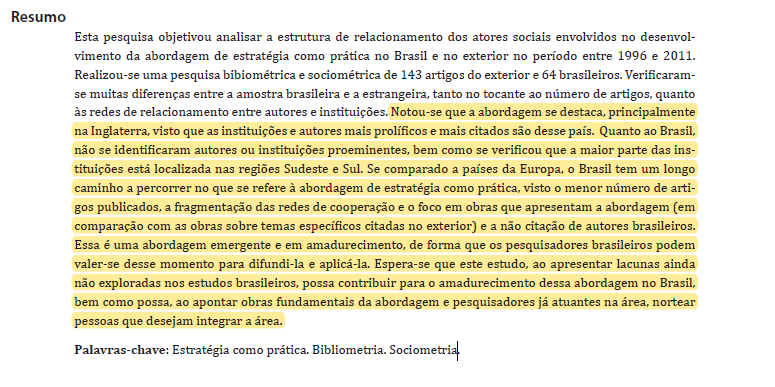 Resumo
Esta pesquisa objetivou analisar a estrutura de relacionamento dos atores sociais envolvidos no desenvol-
vimento da abordagem de estratégia como prática no Brasil e no exterior no período entre 1996 e 2011.
Realizou-se uma pesquisa bibiométrica e sociométrica de 143 artigos do exterior e 64 brasileiros. Verificaram-
se muitas diferenças entre a amostra brasileira e a estrangeira, tanto no tocante ao número de artigos, quanto
às redes de relacionamento entre autores e instituições. Notou-se que a abordagem se destaca, principalmente
na Inglaterra, visto que as instituições e autores mais prolíficos e mais citados são desse país. Quanto ao Brasil,
não se identificaram autores ou instituições proeminentes, bem como se verificou que a maior parte das ins-
tituições está localizada nas regiões Sudeste e Sul. Se comparado a países da Europa, o Brasil tem um longo
caminho a percorrer no que se refere à abordagem de estratégia como prática, visto o menor número de arti-
gos publicados, a fragmentação das redes de cooperação e o foco em obras que apresentam a abordagem (em
comparação com as obras sobre temas específicos citadas no exterior) e a não citação de autores brasileiros.
Essa é uma abordagem emergente e em amadurecimento, de forma que os pesquisadores brasileiros podem
valer-se desse momento para difundi-la e aplicá-la. Espera-se que este estudo, ao apresentar lacunas ainda
não exploradas nos estudos brasileiros, possa contribuir para o amadurecimento dessa abordagem no Brasil,
bem como possa, ao apontar obras fundamentais da abordagem e pesquisadores já atuantes na área, nortear
pessoas que desejam integrar a área.
Palavras-chave: Estratégia como prática. Bibliometria. Sociometria.